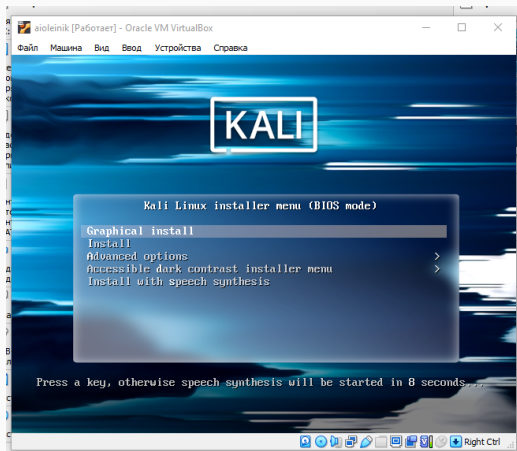 aioleinik [Работает] - Oracle VM VirtualBox
Файл Машина Вид Ввод Устройства Справка
KALI
Kali Linux installer menu (BIOS mode)
Graphical install
Install
Advanced options >
Accessible dark contrast installer menu >
Install with speech synthesis
Press a key, otherwise speech synthesis will be started in 8 seconds...
Right Ctrl